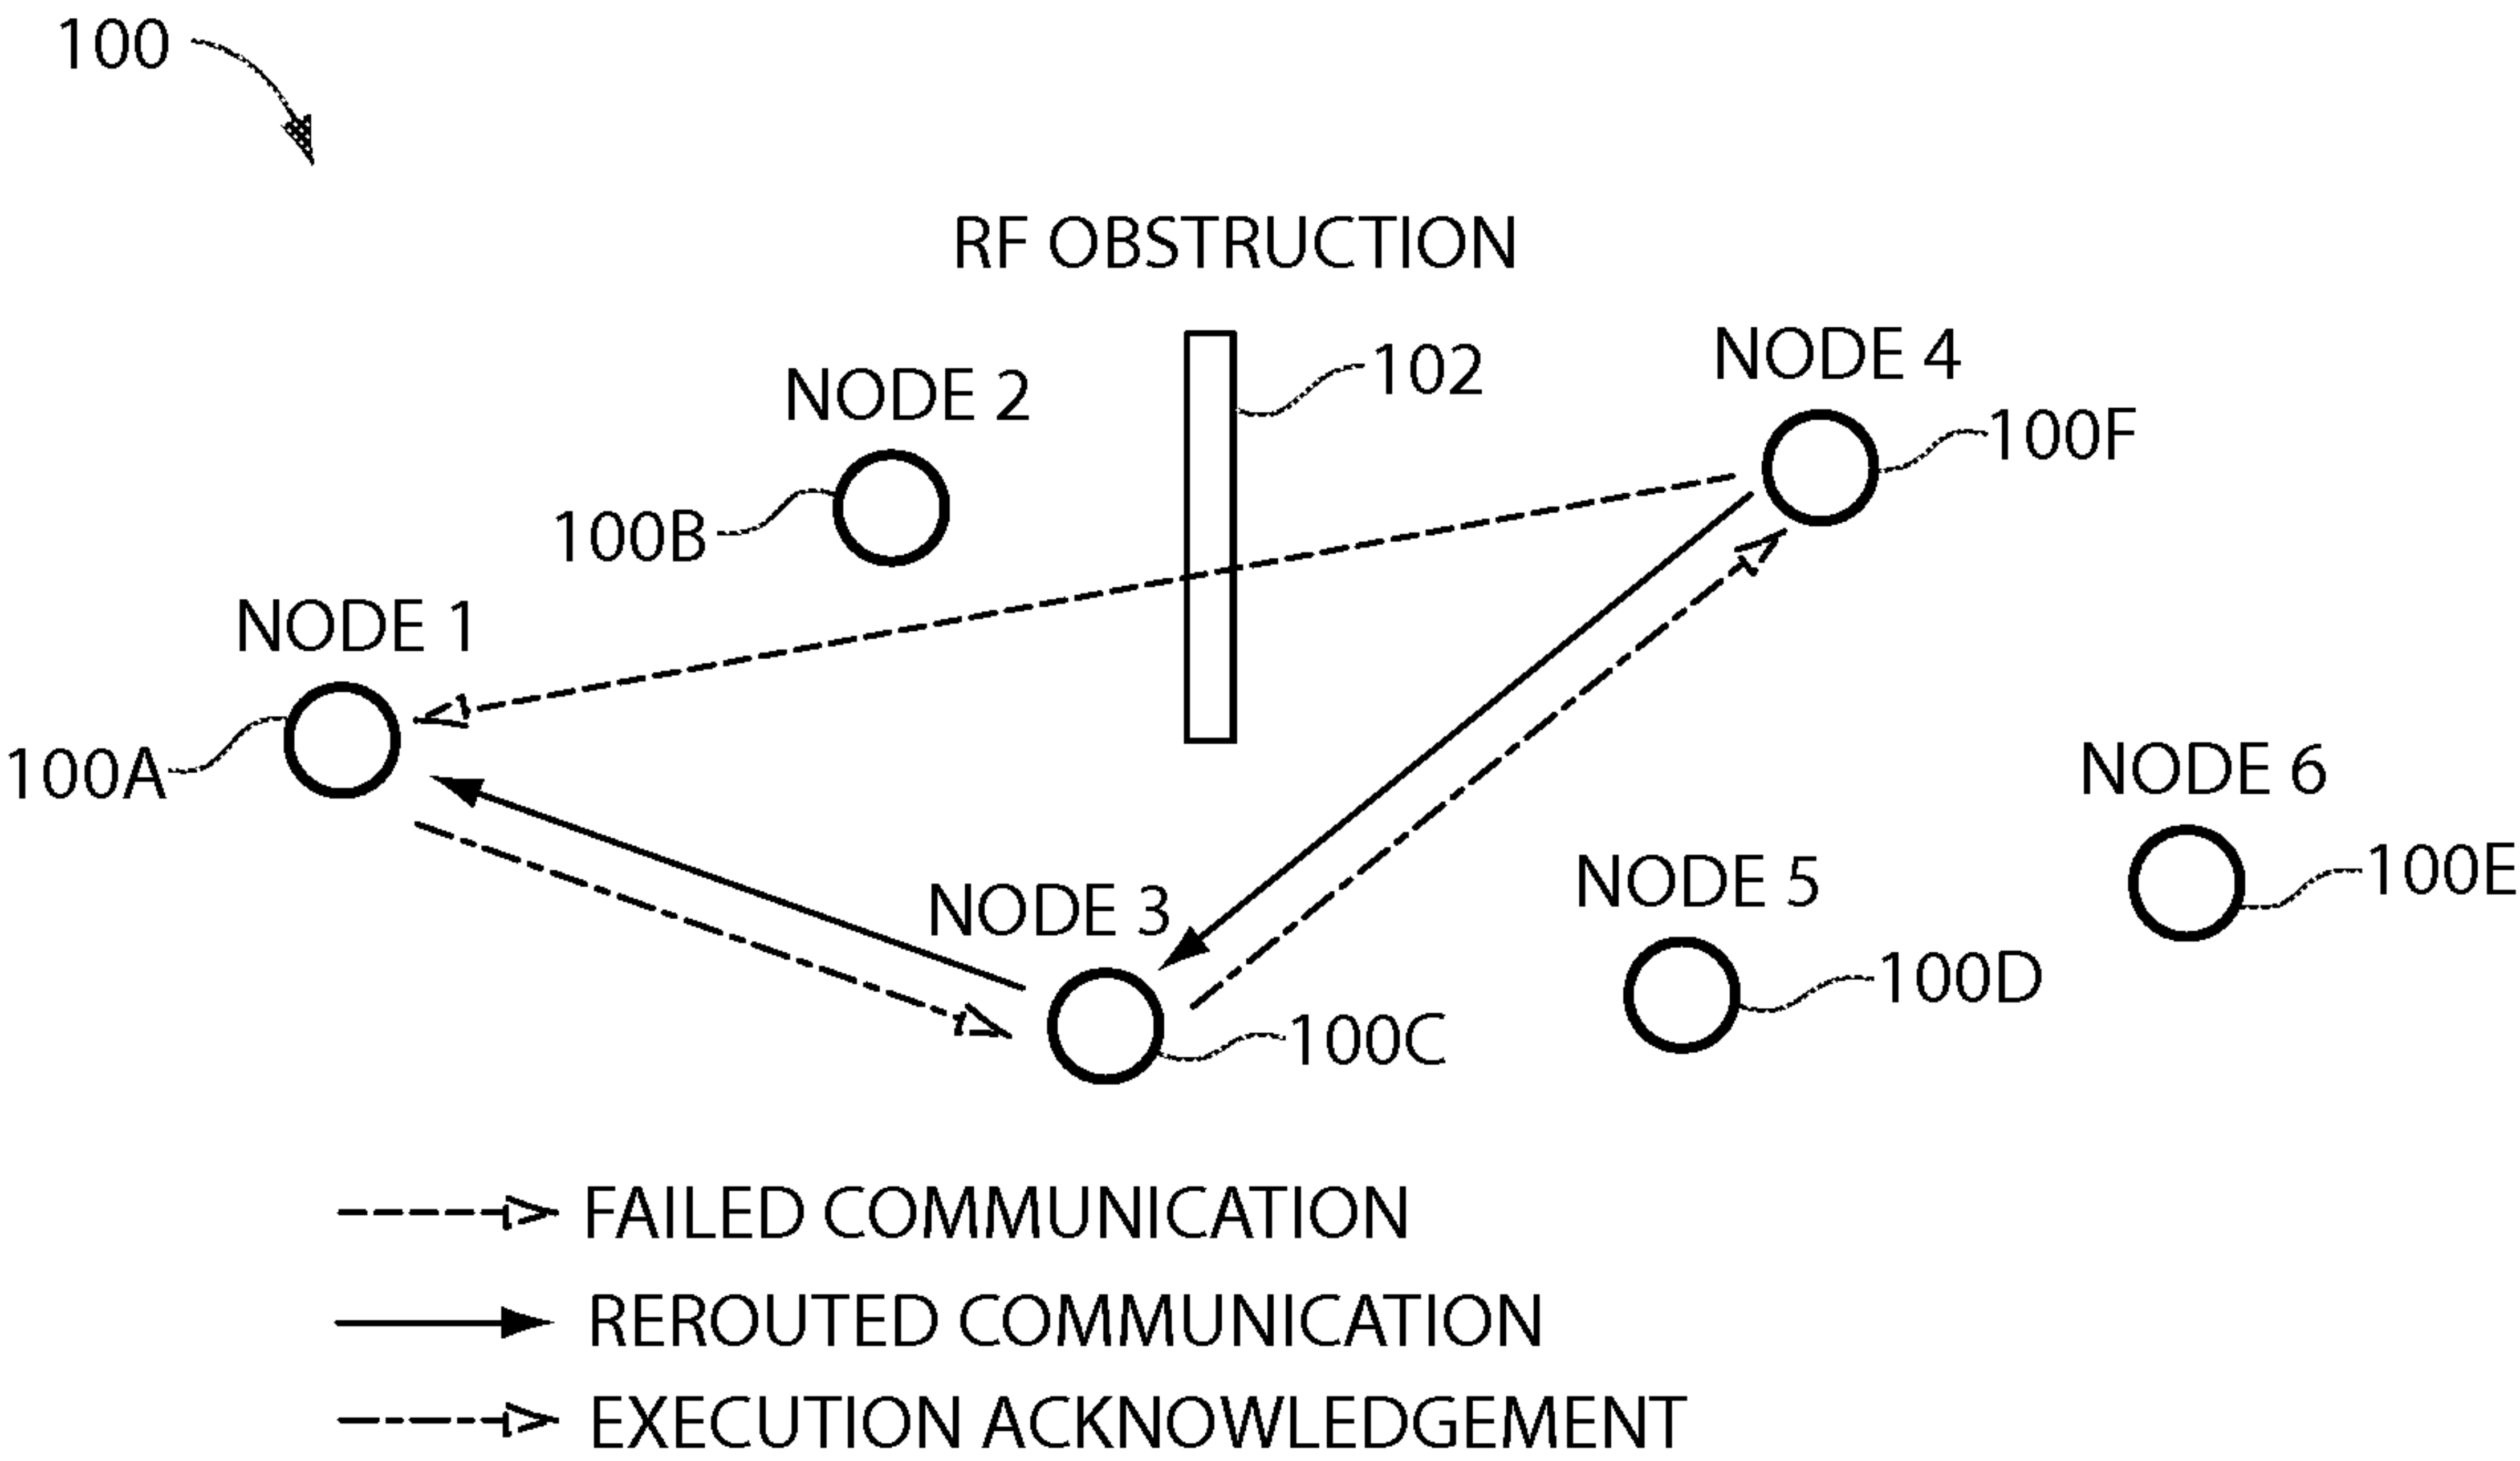 100
RF OBSTRUCTION
102
NODE 4
100F
NODE 2
100B
NODE 1
100A
NODE 6
100E
NODE 5
100D
NODE 3
100C
FAILED COMMUNICATION
REROUTED COMMUNICATION
EXECUTION ACKNOWLEDGEMENT